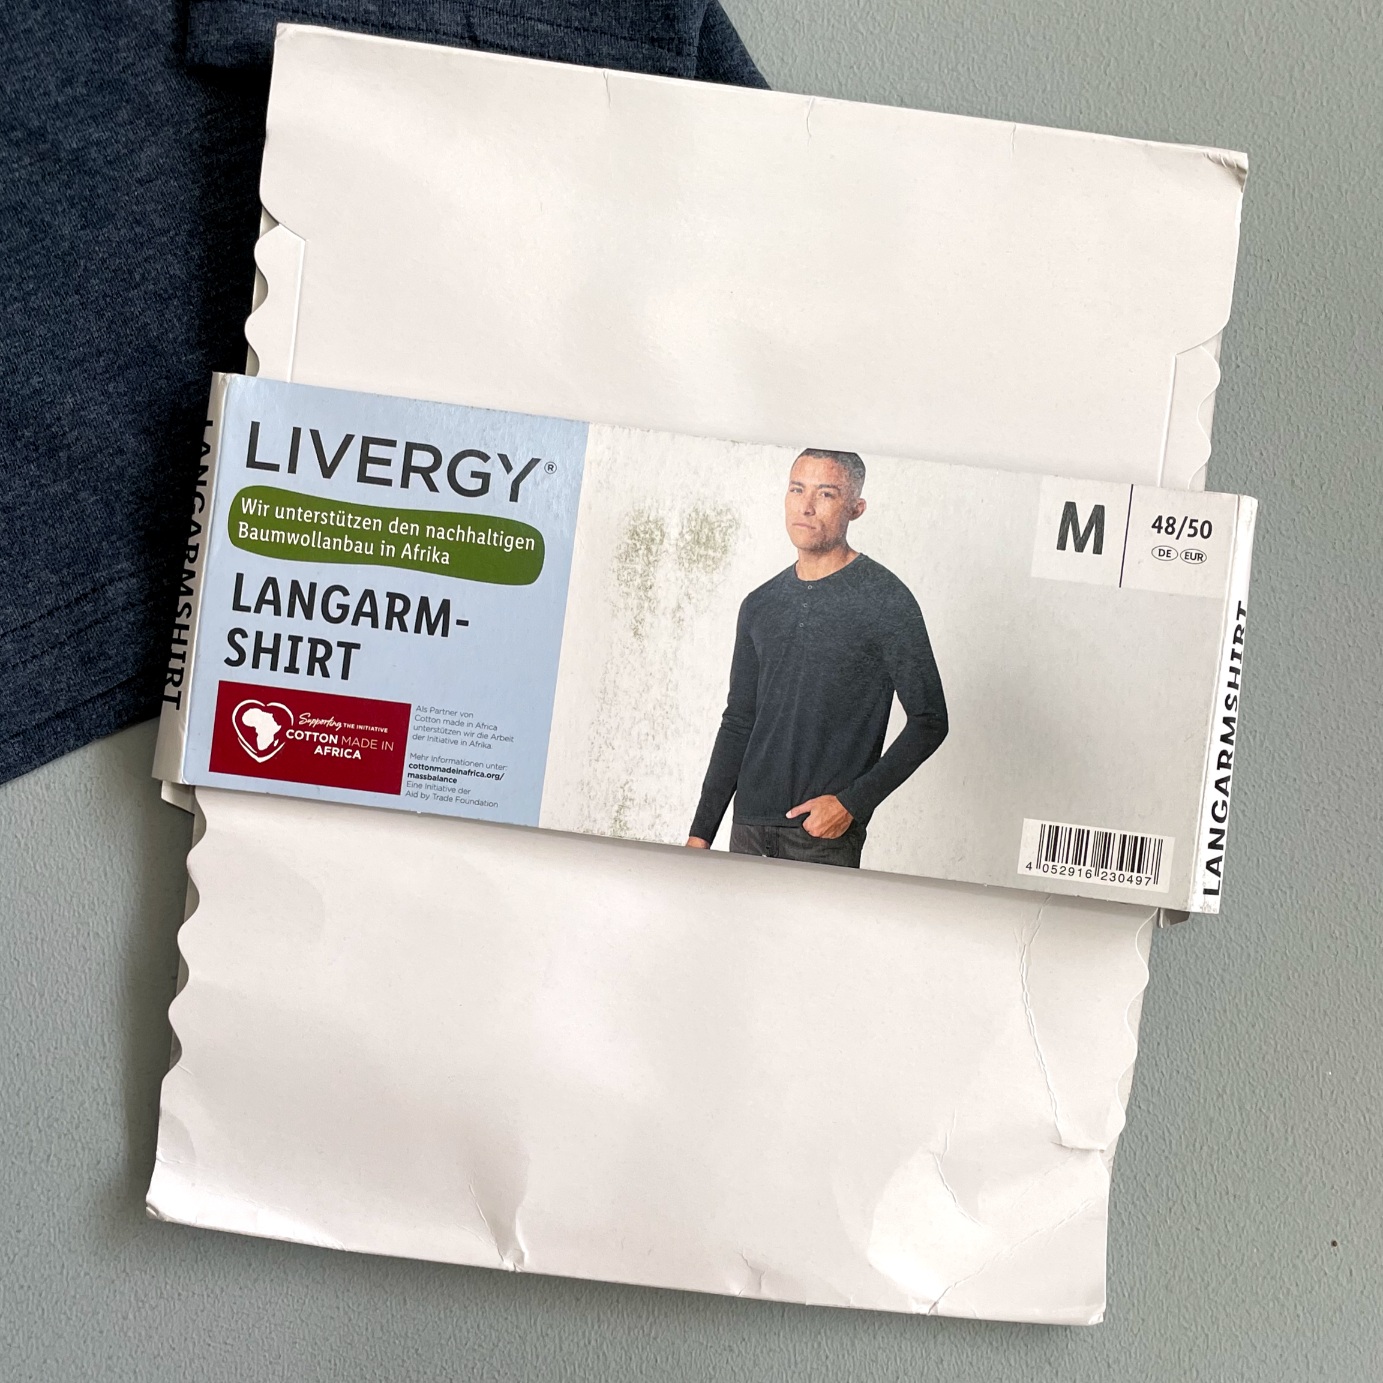 LIVERGY®
Wir unterstützen den nachhaltigen
Baumwollanbau in Afrika
LANGARM-
SHIRT
Supporting THE INITIATIVE
COTTON MADE IN
AFRICA
Als Partner von
Cotton made in Africa
unterstützen wir die Arbeit
der Initiative in Afrika.
Mehr Informationen unter:
cottonmadeinafrica.org/
massbalance
Eine Initiative der
Aid by Trade Foundation
M
48/50
DE EUR
4 052916 230497
LANGARMSHIRT
LANGARMSHIRT